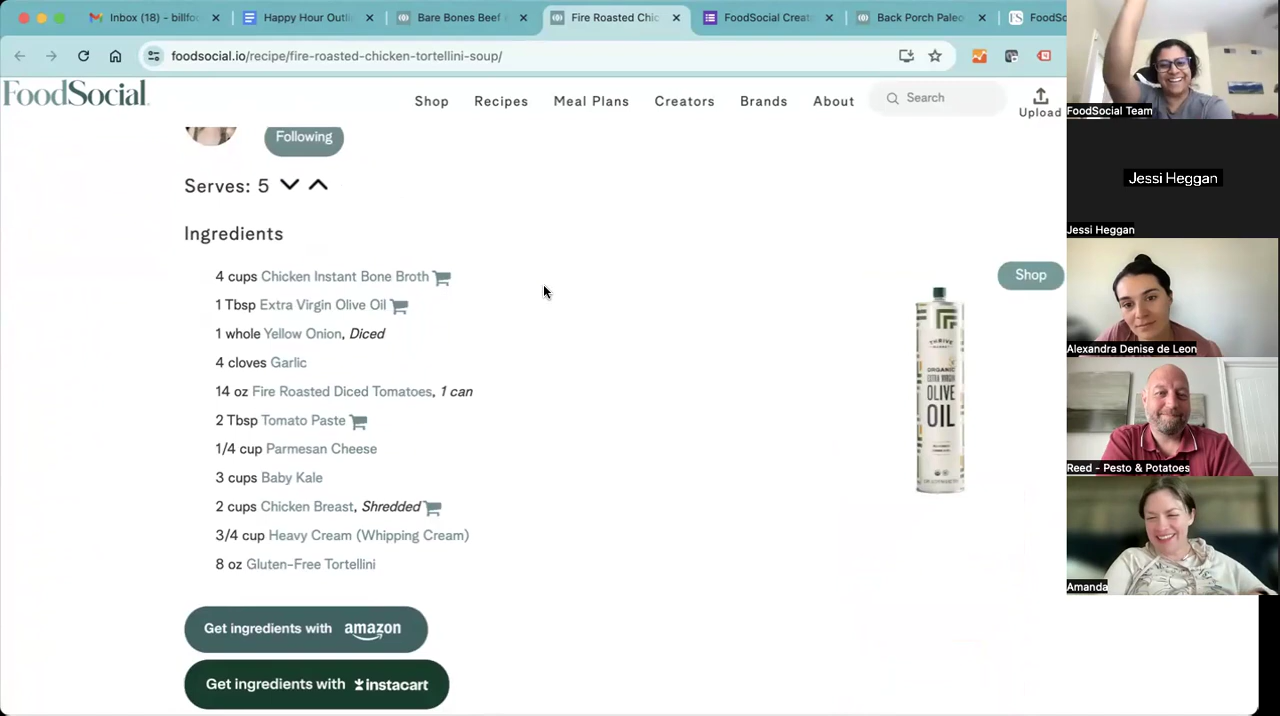 Inbox (18) - billfo
Happy Hour Outli
Bare Bones Beef
Fire Roasted Chic
FoodSocial Creat
Back Porch Paleo
FoodSo
foodsocial.io/recipe/fire-roasted-chicken-tortellini-soup/
FoodSocial
Shop
Recipes
Meal Plans
Creators
Brands
About
Search
Upload
Following
Serves: 5
Ingredients
4 cups Chicken Instant Bone Broth
1 Tbsp Extra Virgin Olive Oil
1 whole Yellow Onion, Diced
4 cloves Garlic
14 oz Fire Roasted Diced Tomatoes, 1 can
2 Tbsp Tomato Paste
1/4 cup Parmesan Cheese
3 cups Baby Kale
2 cups Chicken Breast, Shredded
3/4 cup Heavy Cream (Whipping Cream)
8 oz Gluten-Free Tortellini
Get ingredients with amazon
Get ingredients with instacart
Shop
THRIVE
ORGANIC
EXTRA VIRGIN
OLIVE
OIL
FoodSocial Team
Jessi Heggan
Jessi Heggan
Alexandra Denise de Leon
Reed - Pesto & Potatoes
Amanda